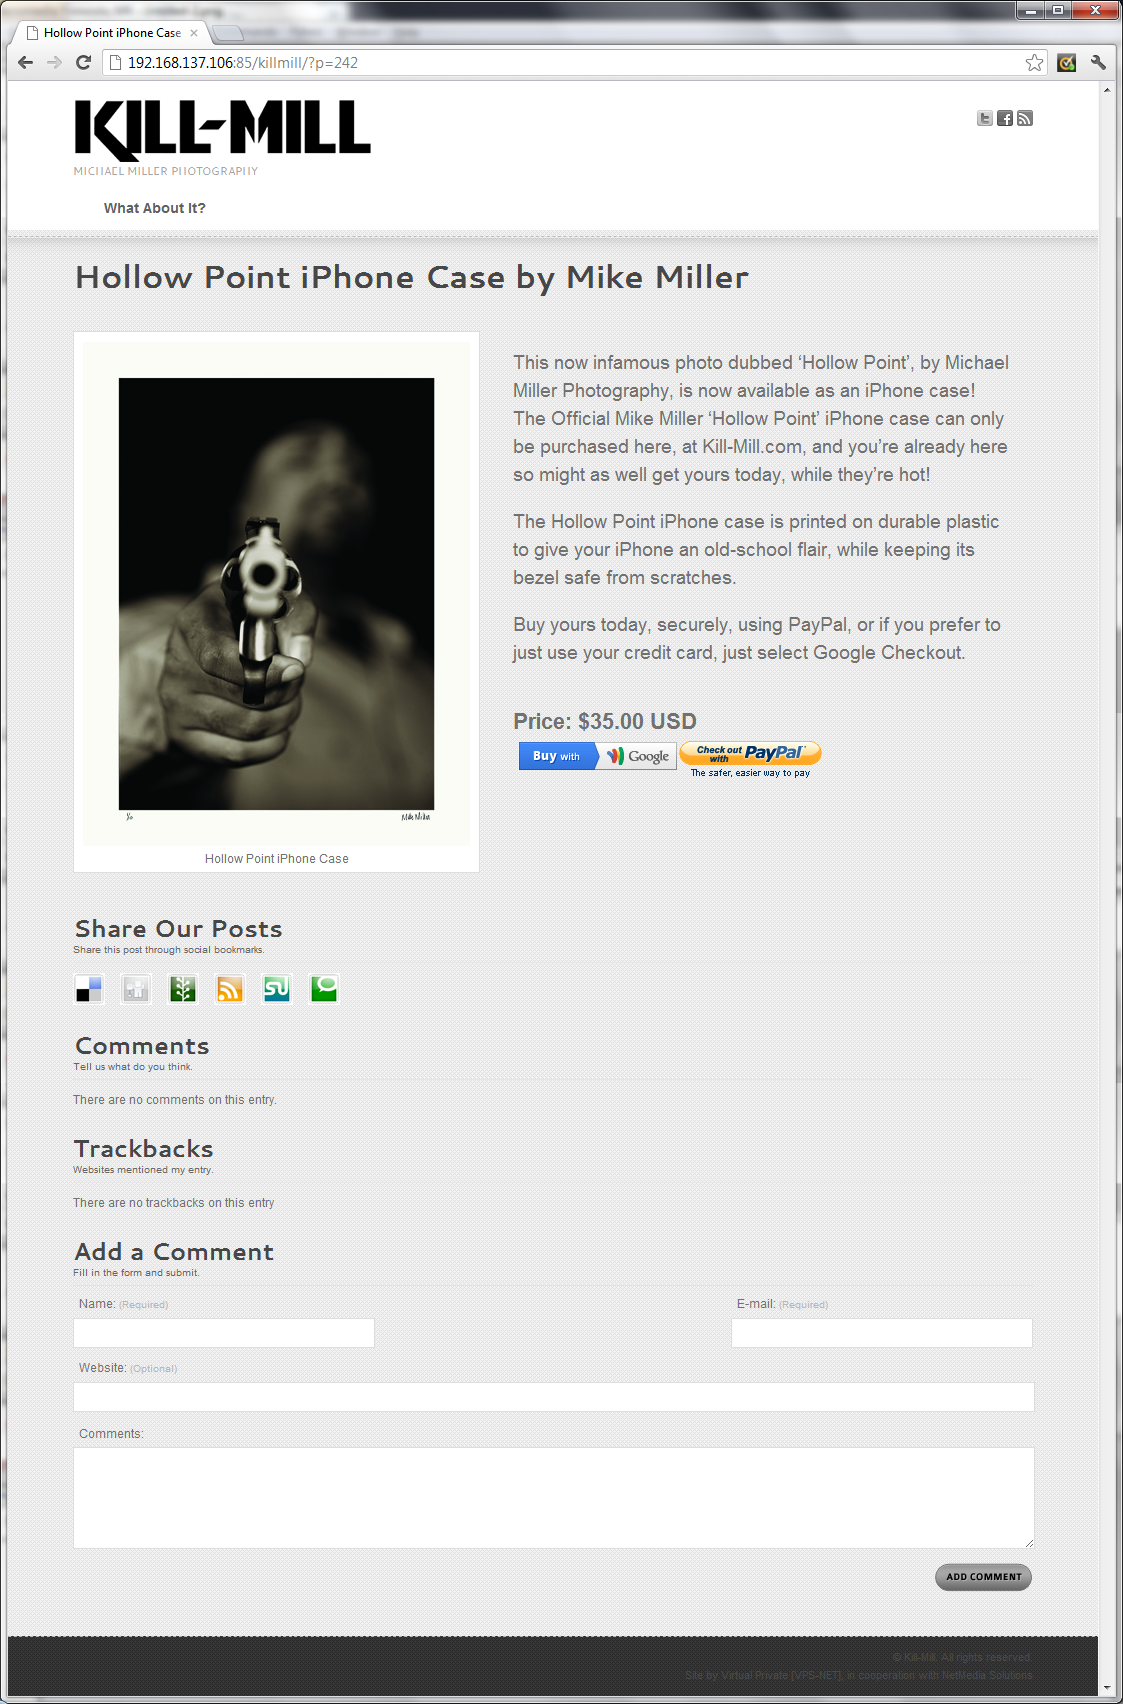 Hollow Point iPhone Case
192.168.137.106:85/killmill/?p=242
KILL-MILL
MICHAEL MILLER PHOTOGRAPHY
What About It?
Hollow Point iPhone Case by Mike Miller
This now infamous photo dubbed ‘Hollow Point’, by Michael
Miller Photography, is now available as an iPhone case!
The Official Mike Miller ‘Hollow Point’ iPhone case can only
be purchased here, at Kill-Mill.com, and you’re already here
so might as well get yours today, while they’re hot!
The Hollow Point iPhone case is printed on durable plastic
to give your iPhone an old-school flair, while keeping its
bezel safe from scratches.
Buy yours today, securely, using PayPal, or if you prefer to
just use your credit card, just select Google Checkout.
Price: $35.00 USD
Buy with Google
Check out with PayPal
The safer, easier way to pay
Mike Miller
Hollow Point iPhone Case
Share Our Posts
Share this post through social bookmarks.
Comments
Tell us what do you think.
There are no comments on this entry.
Trackbacks
Websites mentioned my entry.
There are no trackbacks on this entry
Add a Comment
Fill in the form and submit.
Name: (Required)
E-mail: (Required)
Website: (Optional)
Comments:
ADD COMMENT
© Kill-Mill. All rights reserved.
Site by Virtual Private [VPS-NET], in cooperation with NetMedia Solutions